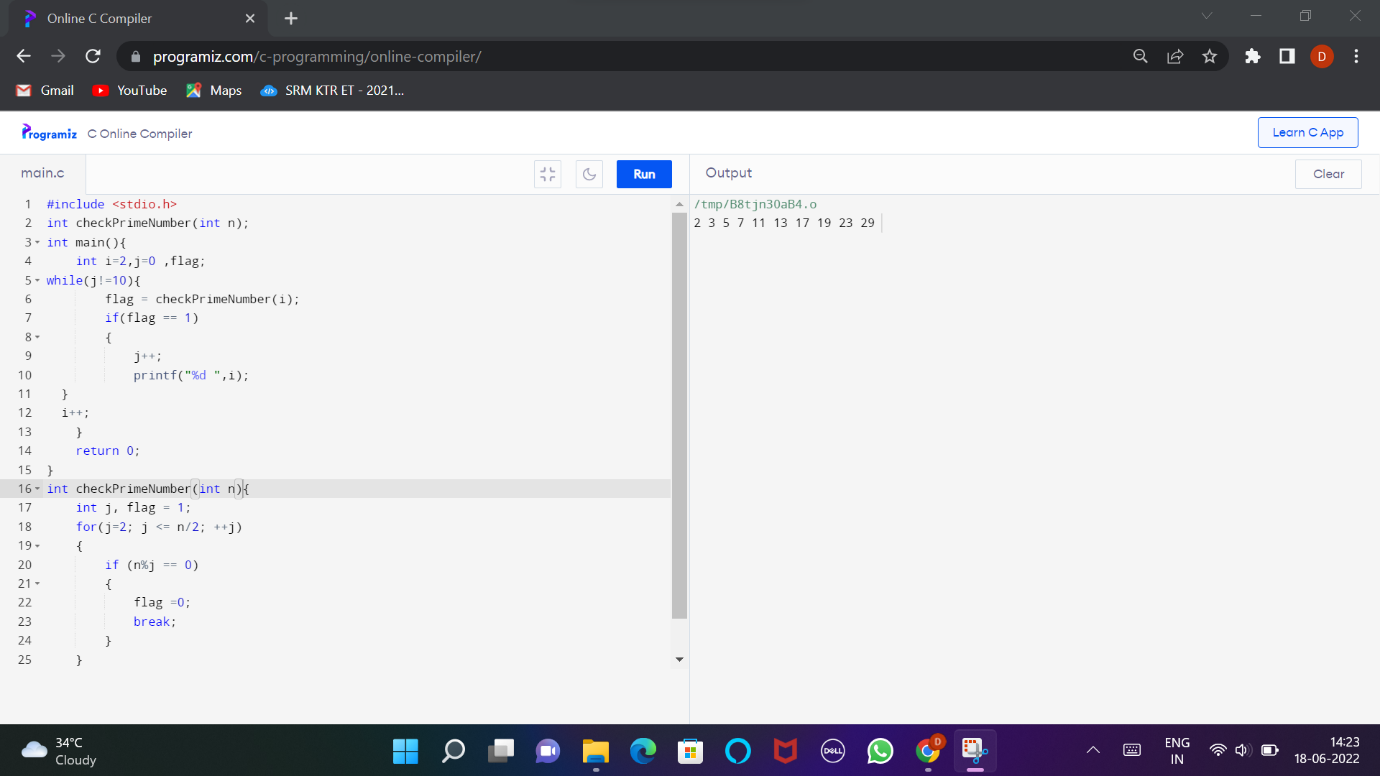 Online C Compiler
programiz.com/c-programming/online-compiler/
D
Gmail YouTube Maps SRM KTR ET - 2021...
Programiz C Online Compiler Learn C App
main.c Run Output Clear
1 #include <stdio.h>
2 int checkPrimeNumber(int n);
3 int main(){
4 int i=2,j=0 ,flag;
5 while(j!=10){
6 flag = checkPrimeNumber(i);
7 if(flag == 1)
8 {
9 j++;
10 printf("%d ",i);
11 }
12 i++;
13 }
14 return 0;
15 }
16 int checkPrimeNumber(int n){
17 int j, flag = 1;
18 for(j=2; j <= n/2; ++j)
19 {
20 if (n%j == 0)
21 {
22 flag =0;
23 break;
24 }
25 }
/tmp/B8tjn30aB4.o
2 3 5 7 11 13 17 19 23 29
34°C
Cloudy
DELL
D
ENG
IN
14:23
18-06-2022